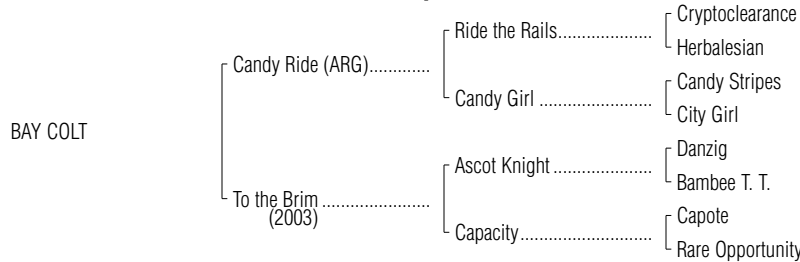 Cryptoclearance
Ride the Rails....................
Herbalesian
Candy Ride (ARG).............
Candy Stripes
Candy Girl ........................
City Girl
BAY COLT
Danzig
Ascot Knight .....................
Bambee T. T.
To the Brim .......................
(2003)
Capote
Capacity............................
Rare Opportunity